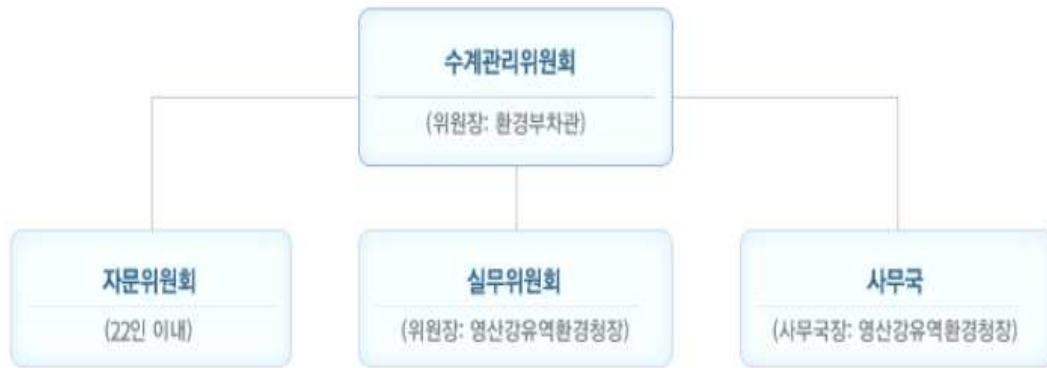 수계관리위원회
(위원장: 환경부차관)
자문위원회
(22인 이내)
실무위원회
(위원장: 영산강유역환경청장)
사무국
(사무국장: 영산강유역환경청장)